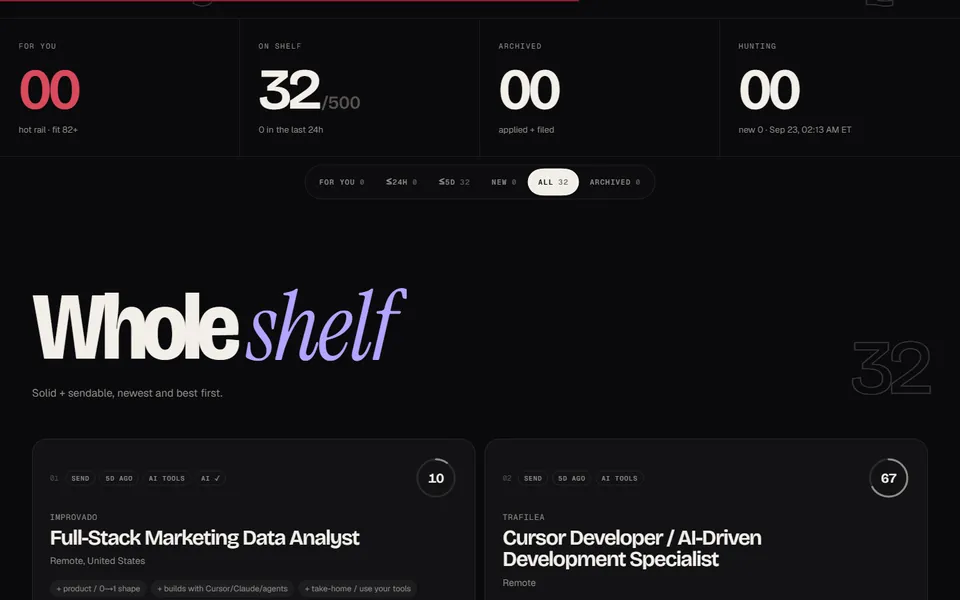 FOR YOU
00
hot rail · fit 82+
ON SHELF
32/500
0 in the last 24h
ARCHIVED
00
applied + filed
HUNTING
00
new 0 · Sep 23, 02:13 AM ET
FOR YOU 0 ≤24H 0 ≤5D 32 NEW 0 ALL 32 ARCHIVED 0
Whole shelf
32
Solid + sendable, newest and best first.
01 SEND 5D AGO AI TOOLS AI ✓ 10
IMPROVADO
Full-Stack Marketing Data Analyst
Remote, United States
+ product / 0→1 shape + builds with Cursor/Claude/agents + take-home / use your tools
02 SEND 5D AGO AI TOOLS 67
TRAFILEA
Cursor Developer / AI-Driven
Development Specialist
Remote